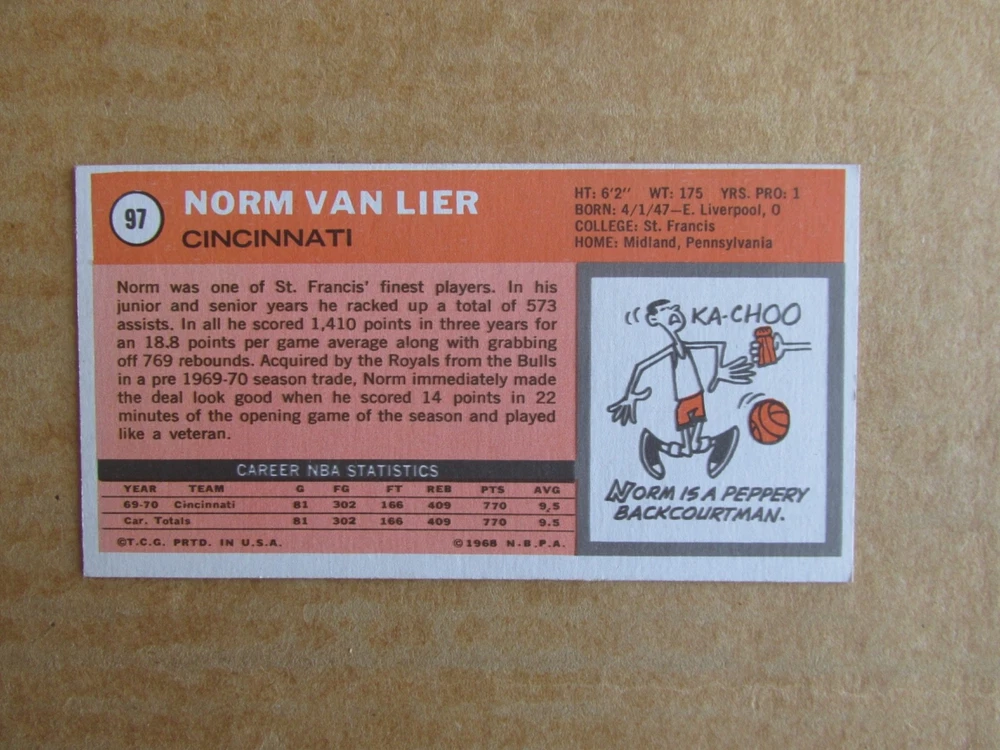 97
NORM VAN LIER
CINCINNATI
HT: 6'2" WT: 175 YRS. PRO: 1
BORN: 4/1/47—E. Liverpool, O
COLLEGE: St. Francis
HOME: Midland, Pennsylvania
Norm was one of St. Francis' finest players. In his
junior and senior years he racked up a total of 573
assists. In all he scored 1,410 points in three years for
an 18.8 points per game average along with grabbing
off 769 rebounds. Acquired by the Royals from the Bulls
in a pre 1969-70 season trade, Norm immediately made
the deal look good when he scored 14 points in 22
minutes of the opening game of the season and played
like a veteran.
KA-CHOO
NORM IS A PEPPERY
BACKCOURTMAN.
CAREER NBA STATISTICS
YEAR TEAM G FG FT REB PTS AVG
69-70 Cincinnati 81 302 166 409 770 9.5
Car. Totals 81 302 166 409 770 9.5
©T.C.G. PRTD. IN U.S.A. ©1968 N.B.P.A.